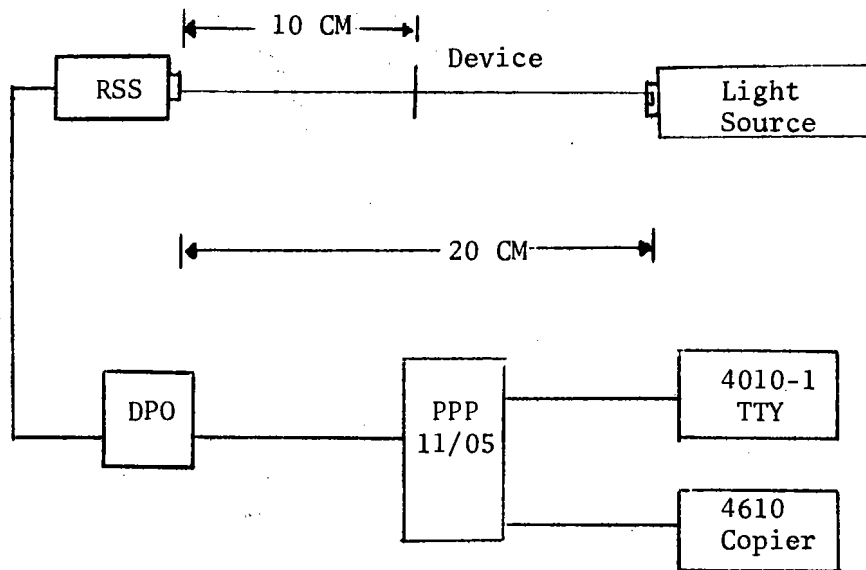 10 CM
Device
RSS
Light
Source
20 CM
DPO
PPP
11/05
4010-1
TTY
4610
Copier